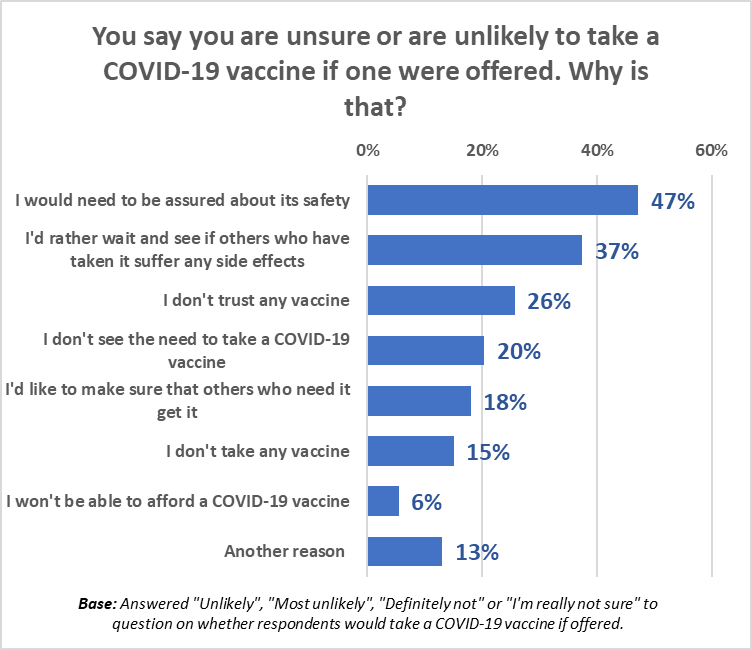 You say you are unsure or are unlikely to take a
COVID-19 vaccine if one were offered. Why is
that?
0% 20% 40% 60%
I would need to be assured about its safety 47%
I'd rather wait and see if others who have
taken it suffer any side effects 37%
I don't trust any vaccine 26%
I don't see the need to take a COVID-19
vaccine 20%
I'd like to make sure that others who need it
get it 18%
I don't take any vaccine 15%
I won't be able to afford a COVID-19 vaccine 6%
Another reason 13%
Base: Answered "Unlikely", "Most unlikely", "Definitely not" or "I'm really not sure" to
question on whether respondents would take a COVID-19 vaccine if offered.